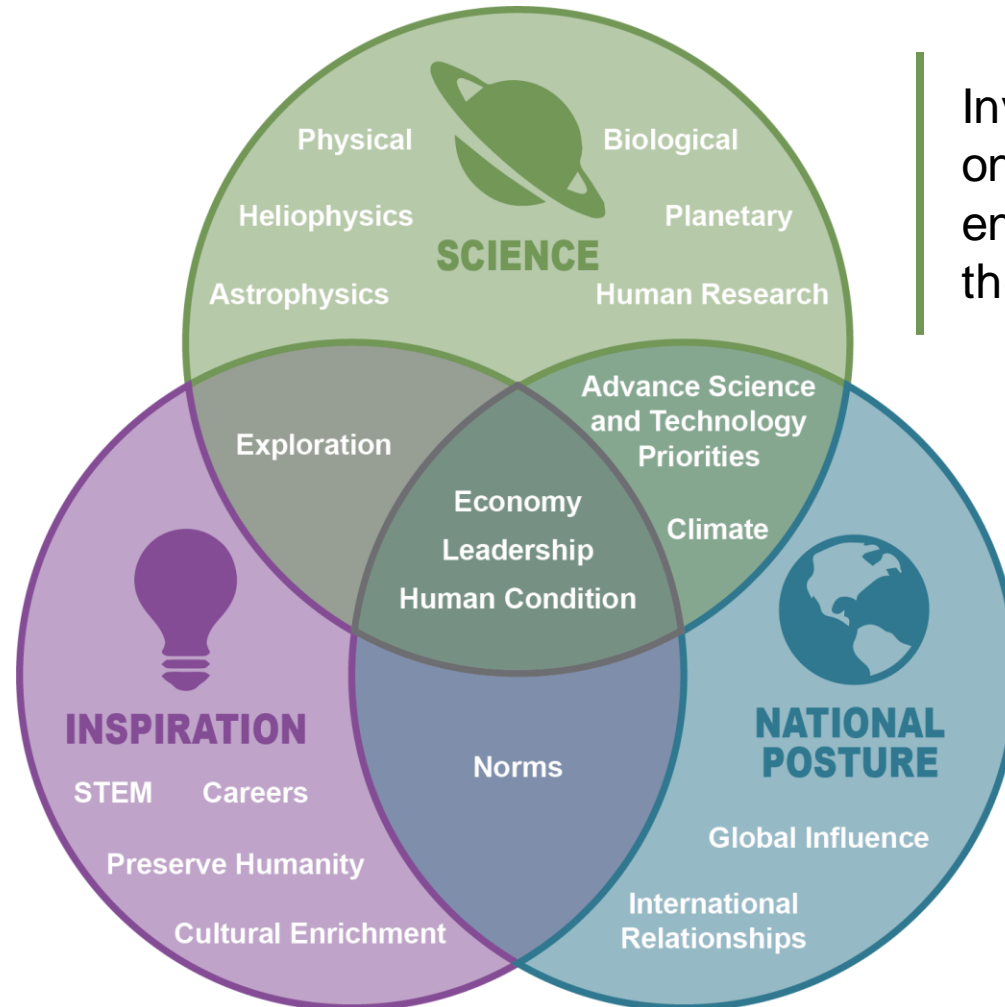 Physical
Biological
Heliophysics
Planetary
SCIENCE
Astrophysics
Human Research
Advance Science
and Technology
Priorities
Exploration
Economy
Climate
Leadership
Human Condition
INSPIRATION
NATIONAL
POSTURE
STEM Careers
Norms
Global Influence
Preserve Humanity
International
Relationships
Cultural Enrichment